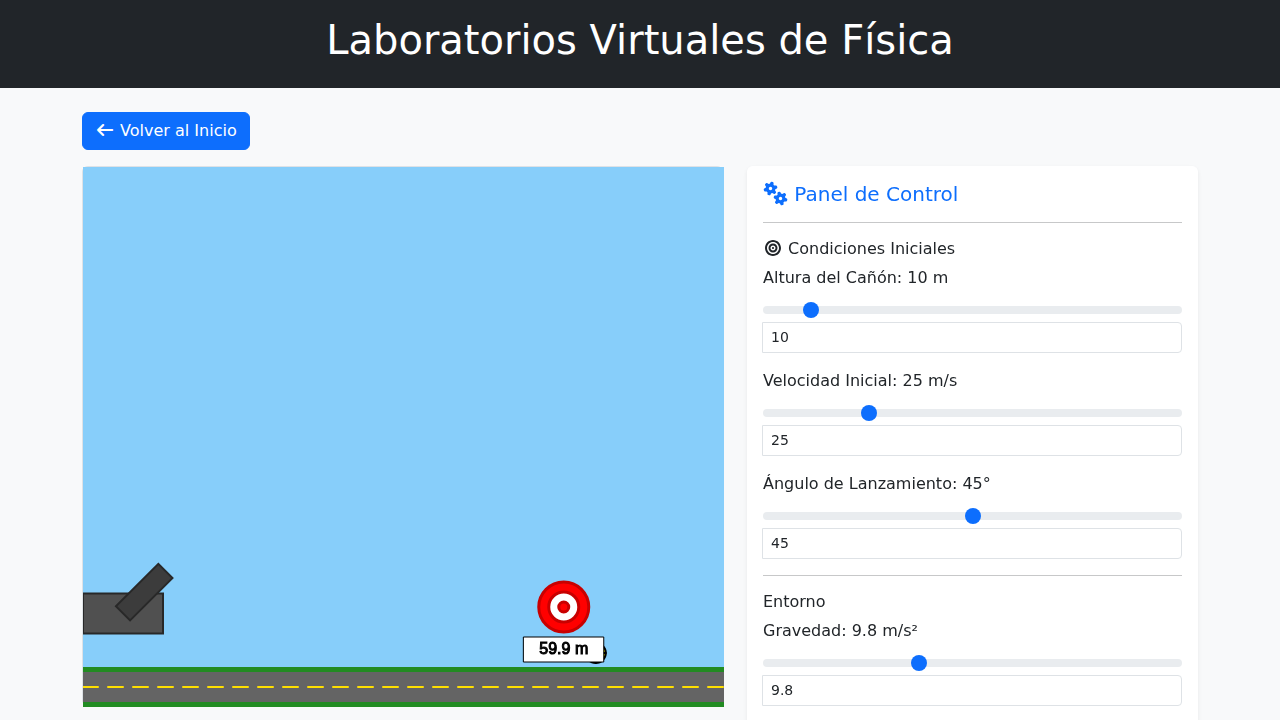 Laboratorios Virtuales de Física
Volver al Inicio
59.9 m
Panel de Control
Condiciones Iniciales
Altura del Cañón: 10 m
10
Velocidad Inicial: 25 m/s
25
Ángulo de Lanzamiento: 45°
45
Entorno
Gravedad: 9.8 m/s²
9.8